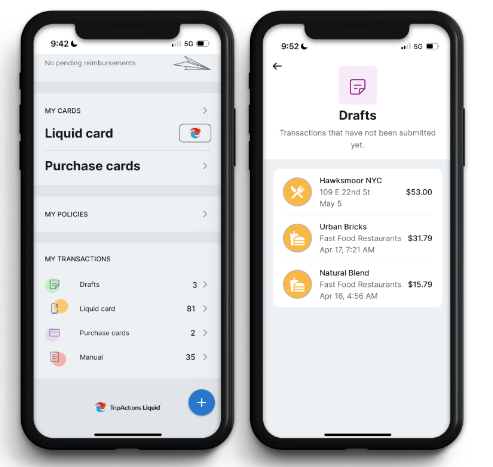 9:42
5G
No pending reimbursements
MY CARDS
Liquid card
Purchase cards
MY POLICIES
MY TRANSACTIONS
Drafts 3
Liquid card 81
Purchase cards 2
Manual 35
TripActions Liquid
9:52
5G
Drafts
Transactions that have not been submitted
yet.
Hawksmoor NYC
109 E 22nd St $53.00
May 5
Urban Bricks
Fast Food Restaurants $31.79
Apr 17, 7:21 AM
Natural Blend
Fast Food Restaurants $15.79
Apr 16, 4:56 AM